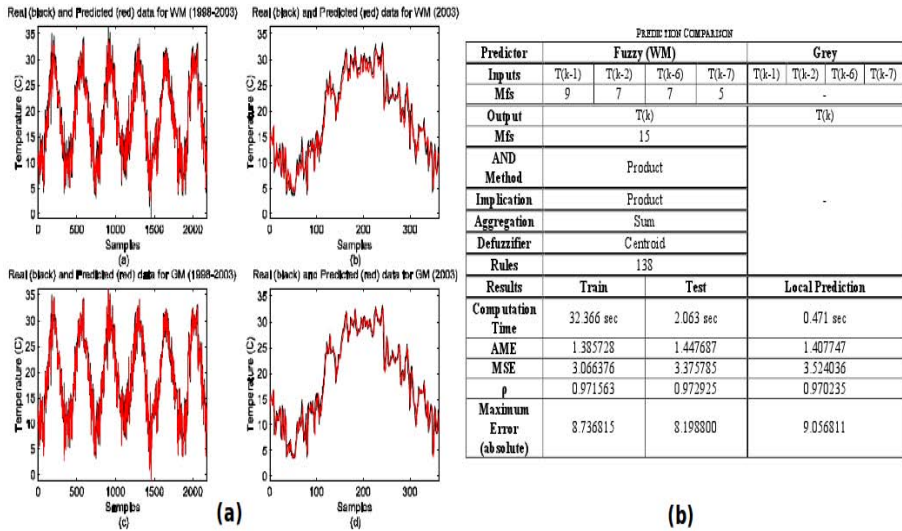 Real (black) and Predicted (red) data for WM (1998-2003)
Temperature (C)
35
30
25
20
15
10
5
0
0 500 1000 1500 2000
Samples
(a)
Real (black) and Predicted (red) data for WM (2003)
Temperature (C)
35
30
25
20
15
10
5
0
0 100 200 300
Samples
(b)
Real (black) and Predicted (red) data for GM (1998-2003)
Temperature (C)
35
30
25
20
15
10
5
0
0 500 1000 1500 2000
Samples
(c)
Real (black) and Predicted (red) data for GM (2003)
Temperature (C)
35
30
25
20
15
10
5
0
0 100 200 300
Samples
(d)
(a)
PREDICTION COMPARISON
Predictor Fuzzy (WM) Grey
Inputs T(k-1) T(k-2) T(k-6) T(k-7) T(k-1) T(k-2) T(k-6) T(k-7)
Mfs 9 7 7 5 -
Output T(k) T(k)
Mfs 15 -
AND
Method Product
Implication Product
Aggregation Sum
Defuzzifier Centroid
Rules 138
Results Train Test Local Prediction
Computation
Time 32.366 sec 2.063 sec 0.471 sec
AME 1.385728 1.447687 1.407747
MSE 3.066376 3.375785 3.524036
ρ 0.971563 0.972925 0.970235
Maximum
Error
(absolute) 8.736815 8.198800 9.056811
(b)